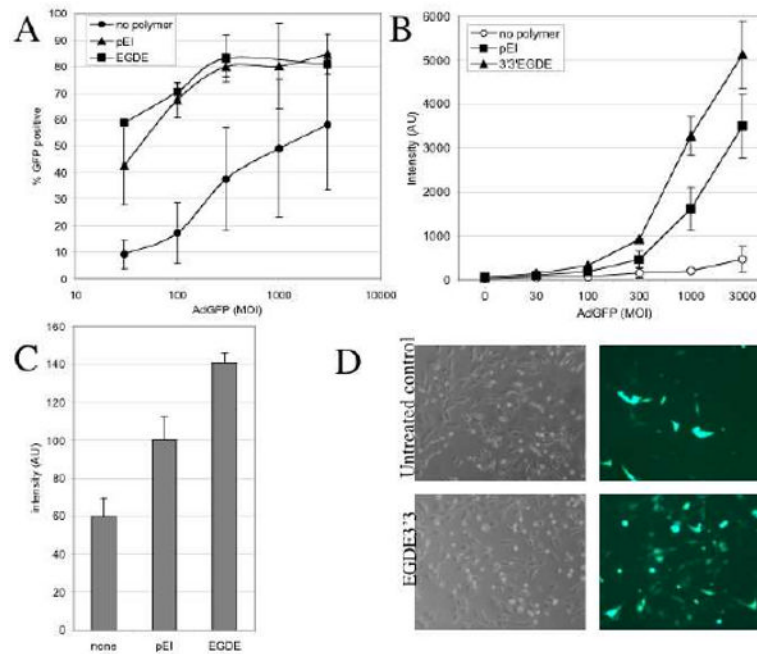 A
no polymer
pEI
EGDE
% GFP positive
100
90
80
70
60
50
40
30
20
10
0
10
100
1000
10000
AdGFP (MOI)
B
no polymer
pEI
3'3'EGDE
Intensity (AU)
6000
5000
4000
3000
2000
1000
0
0
30
100
300
1000
3000
AdGFP (MOI)
C
intensity (AU)
160
140
120
100
80
60
40
20
0
none
pEI
EGDE
D
Untreated control
EGDE3'3